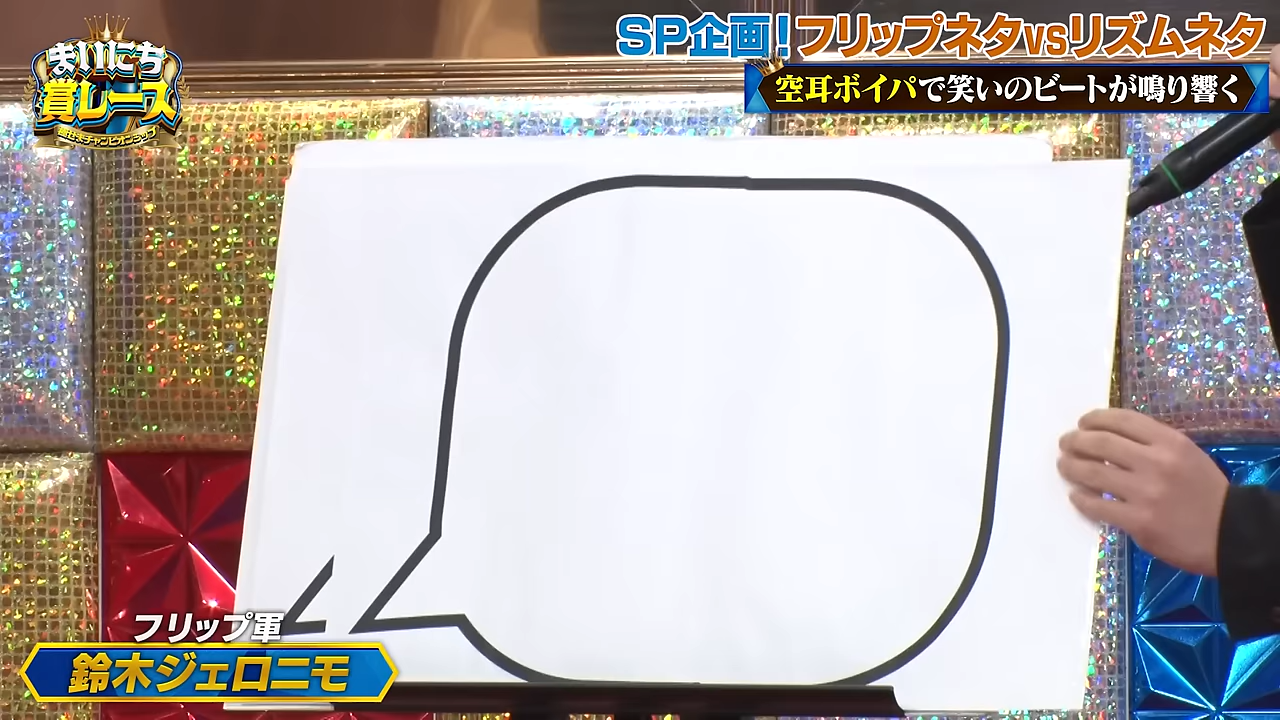 まいにち
賞レース
SP企画！フリップネタvsリズムネタ
空耳ボイパで笑いのビートが鳴り響く
フリップ軍
鈴木ジェロニモ